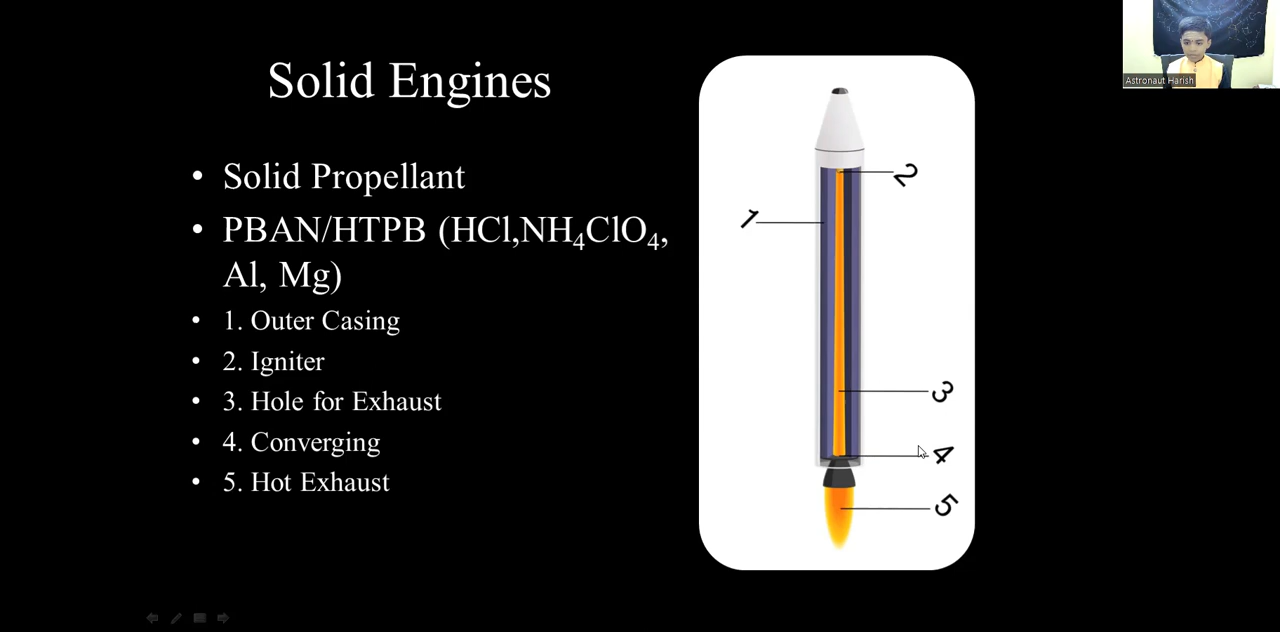 Solid Engines
• Solid Propellant
• PBAN/HTPB (HCl,NH₄ClO₄,
Al, Mg)
• 1. Outer Casing
• 2. Igniter
• 3. Hole for Exhaust
• 4. Converging
• 5. Hot Exhaust
2
1
3
4
5
Astronaut Harish